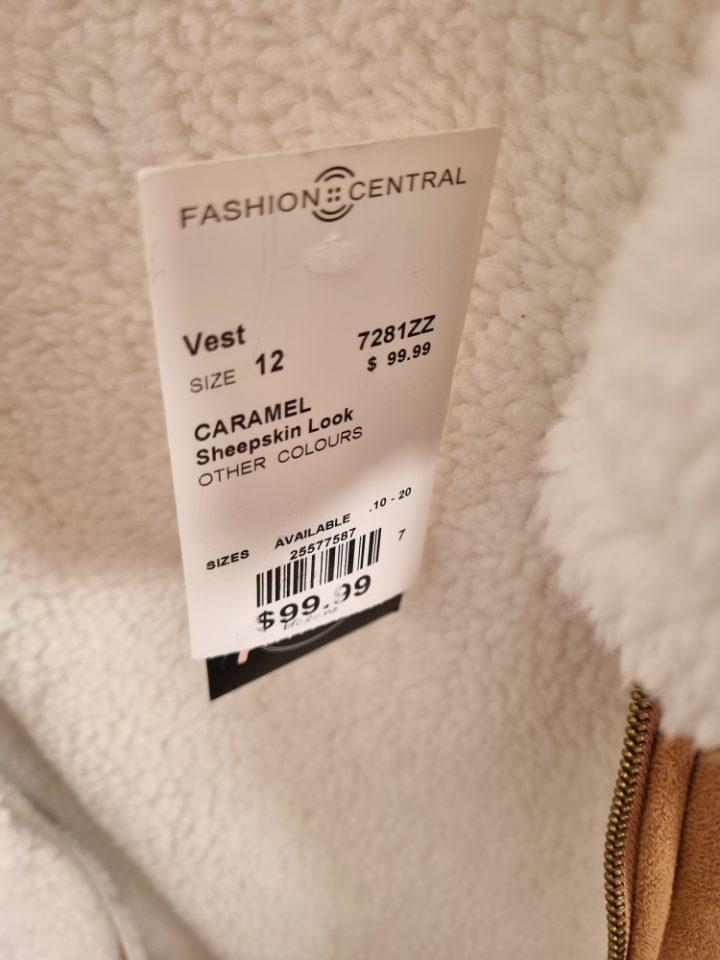 FASHION CENTRAL
Vest 7281ZZ
SIZE 12 $ 99.99
CARAMEL
Sheepskin Look
OTHER COLOURS
SIZES AVAILABLE .10 - 20
25577587 7
$99.99